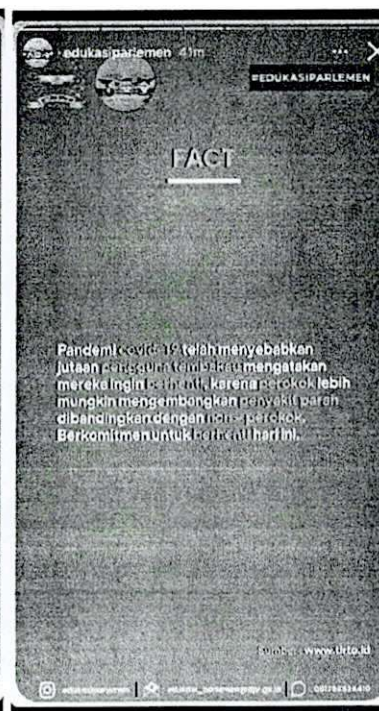 edukasiparlemen 41m
#EDUKASIPARLEMEN
FACT
Pandemi covid-19 telah menyebabkan
jutaan pengguna tembakau mengatakan
mereka ingin berhenti, karena perokok lebih
mungkin mengembangkan penyakit parah
dibandingkan dengan non - perokok.
Berkomitmen untuk berhenti hari ini.
Sumber : www.tirto.id